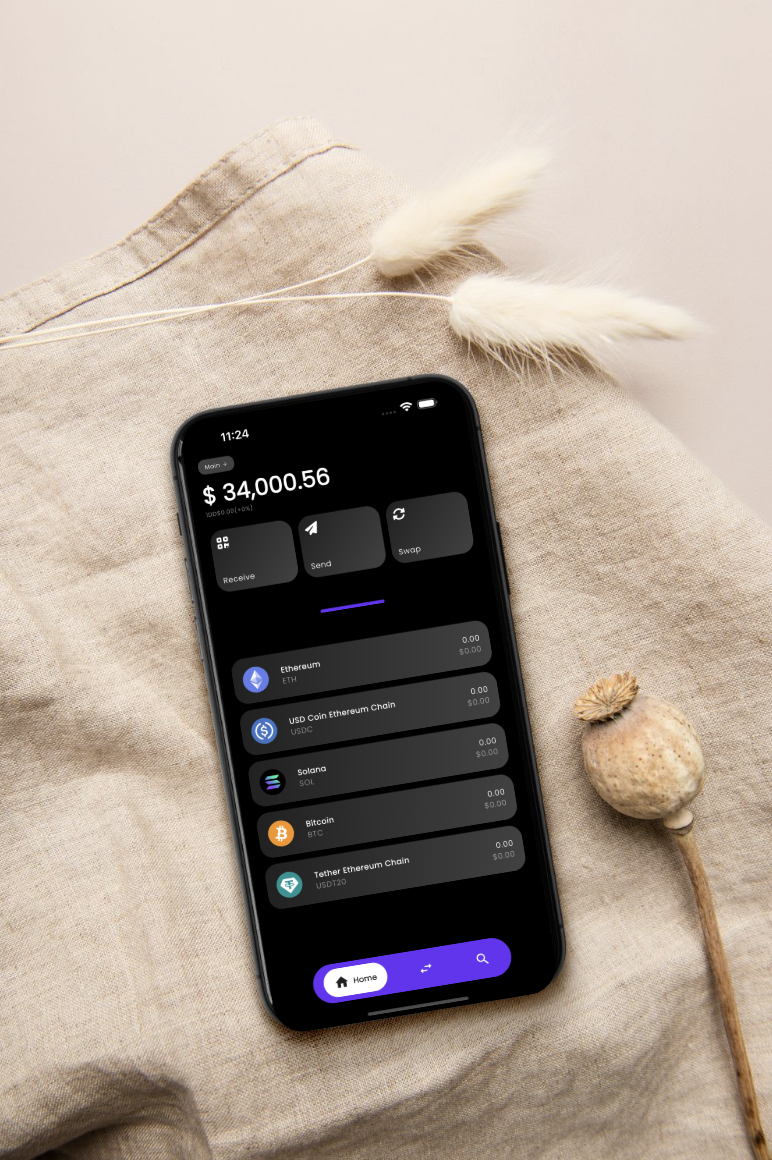 11:24
Main
$ 34,000.56
Receive
Send
Swap
Ethereum
ETH
0.00
$0.00
USD Coin Ethereum Chain
USDC
0.00
$0.00
Solana
SOL
0.00
$0.00
Bitcoin
BTC
0.00
$0.00
Tether Ethereum Chain
USDT20
0.00
$0.00
Home